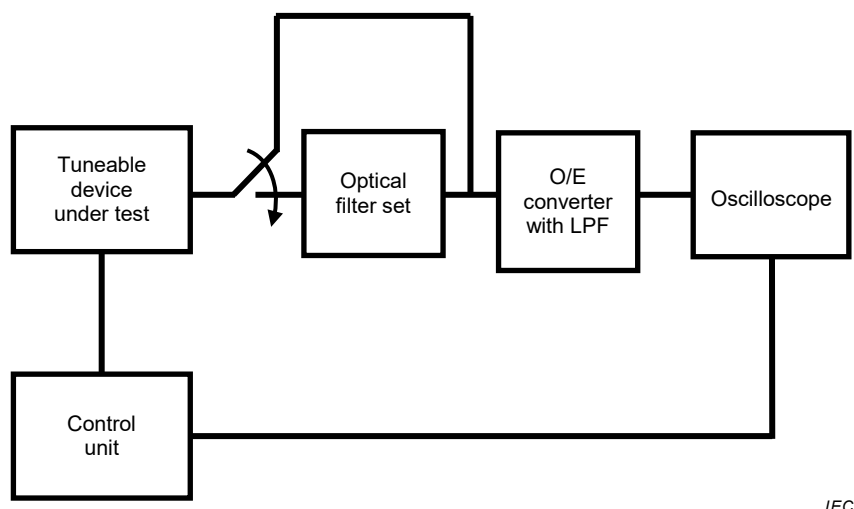 Tuneable
device
under test
Optical
filter set
O/E
converter
with LPF
Oscilloscope
Control
unit
IEC